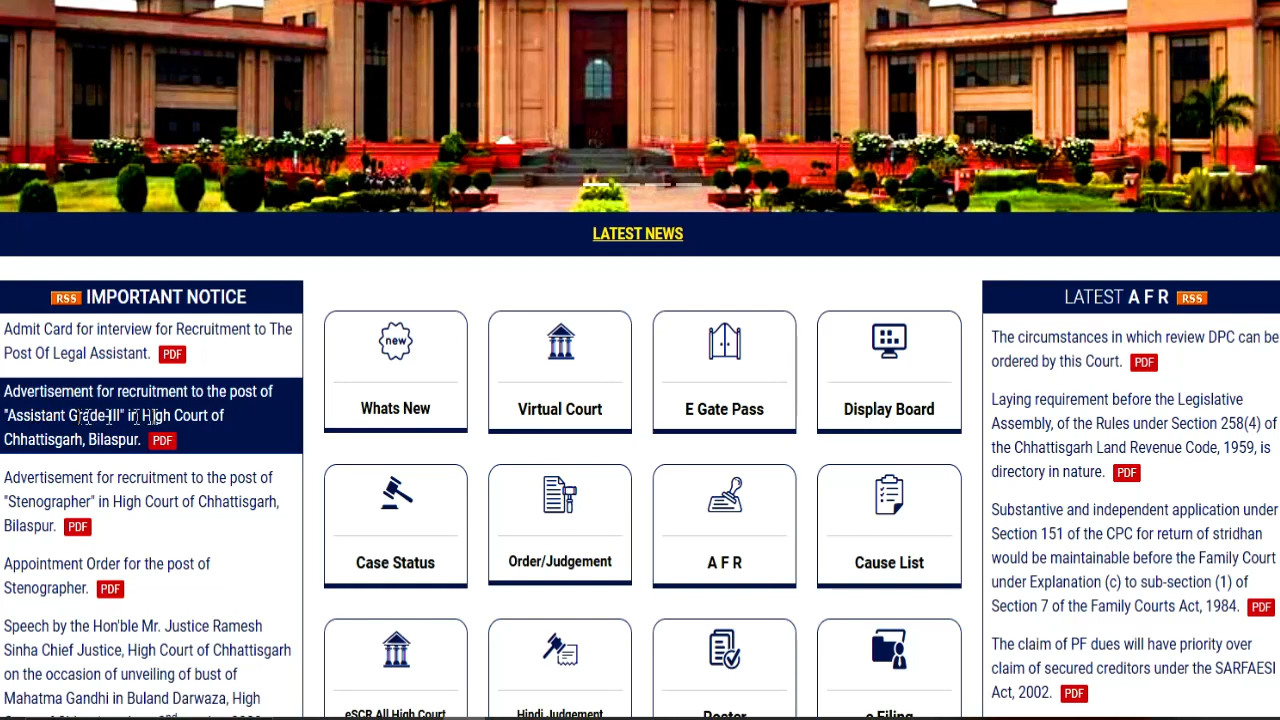 LATEST NEWS
RSS IMPORTANT NOTICE
Admit Card for interview for Recruitment to The
Post Of Legal Assistant. PDF
Advertisement for recruitment to the post of
"Assistant Grade-III" in High Court of
Chhattisgarh, Bilaspur. PDF
Advertisement for recruitment to the post of
"Stenographer" in High Court of Chhattisgarh,
Bilaspur. PDF
Appointment Order for the post of
Stenographer. PDF
Speech by the Hon'ble Mr. Justice Ramesh
Sinha Chief Justice, High Court of Chhattisgarh
on the occasion of unveiling of bust of
Mahatma Gandhi in Buland Darwaza, High
new
Whats New
Virtual Court
E Gate Pass
Display Board
Case Status
Order/Judgement
A F R
Cause List
eSCR All High Court
Hindi Judgement
Roster
e Filing
LATEST A F R RSS
The circumstances in which review DPC can be
ordered by this Court. PDF
Laying requirement before the Legislative
Assembly, of the Rules under Section 258(4) of
the Chhattisgarh Land Revenue Code, 1959, is
directory in nature. PDF
Substantive and independent application under
Section 151 of the CPC for return of stridhan
would be maintainable before the Family Court
under Explanation (c) to sub-section (1) of
Section 7 of the Family Courts Act, 1984. PDF
The claim of PF dues will have priority over
claim of secured creditors under the SARFAESI
Act, 2002. PDF